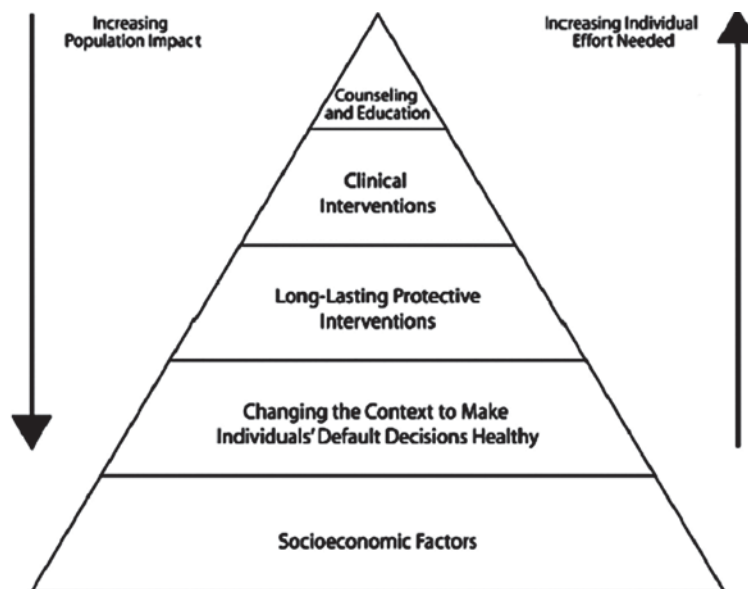 Increasing
Population Impact
Increasing Individual
Effort Needed
Counseling
and Education
Clinical
Interventions
Long-Lasting Protective
Interventions
Changing the Context to Make
Individuals' Default Decisions Healthy
Socioeconomic Factors